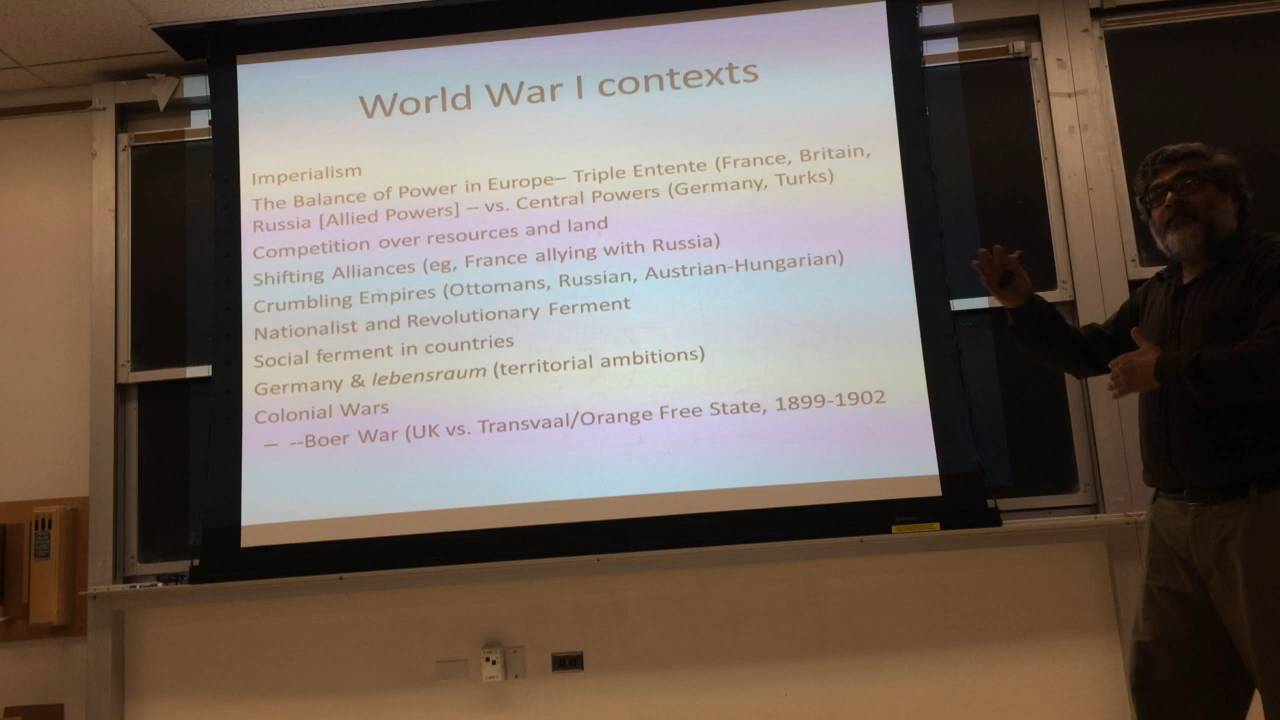 World War I contexts
Imperialism
The Balance of Power in Europe– Triple Entente (France, Britain,
Russia [Allied Powers] – vs. Central Powers (Germany, Turks)
Competition over resources and land
Shifting Alliances (eg, France allying with Russia)
Crumbling Empires (Ottomans, Russian, Austrian-Hungarian)
Nationalist and Revolutionary Ferment
Social ferment in countries
Germany & lebensraum (territorial ambitions)
Colonial Wars
– --Boer War (UK vs. Transvaal/Orange Free State, 1899-1902